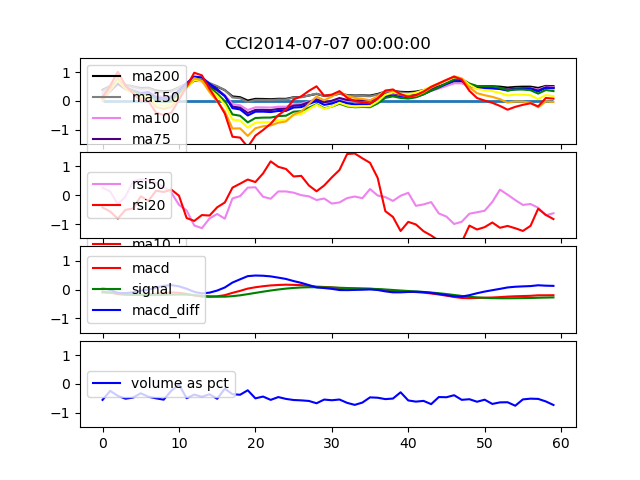 CCI2014-07-07 00:00:00
1
0
−1
ma200
ma150
ma100
ma75
1
0
−1
rsi50
rsi20
ma10
1
0
−1
macd
signal
macd_diff
1
0
−1
volume as pct
0 10 20 30 40 50 60